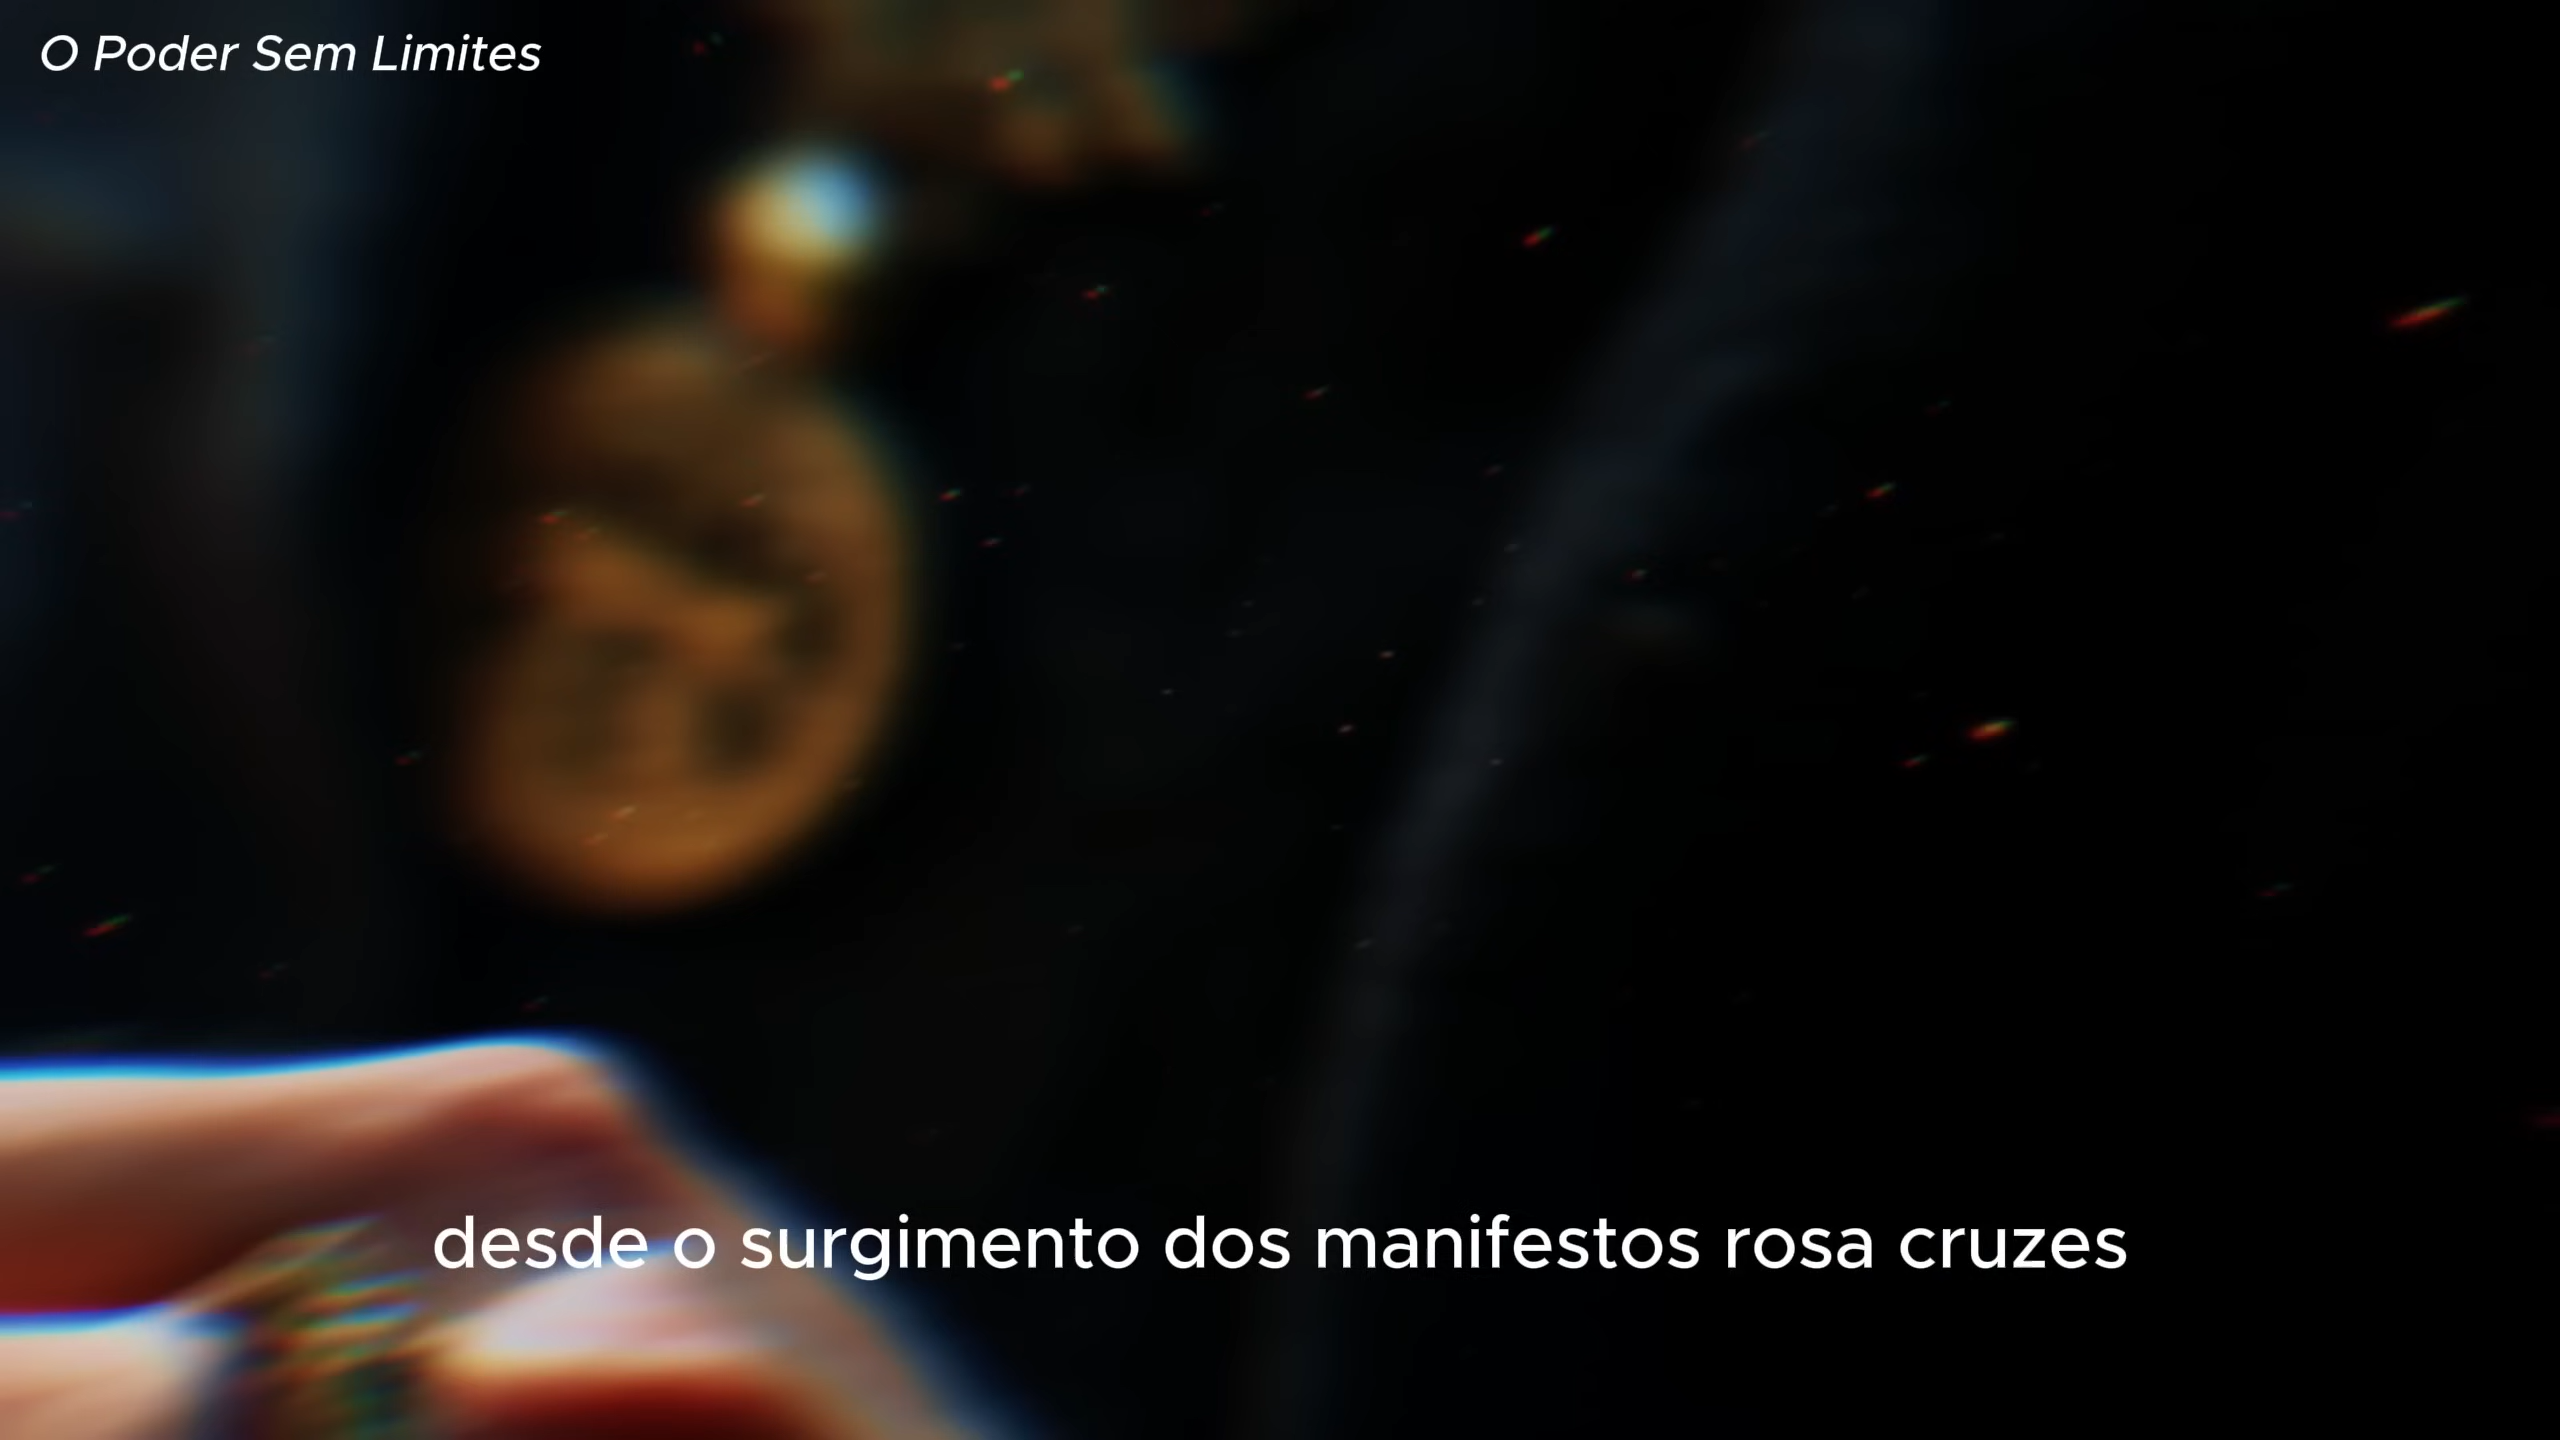 O Poder Sem Limites
desde o surgimento dos manifestos rosa cruzes